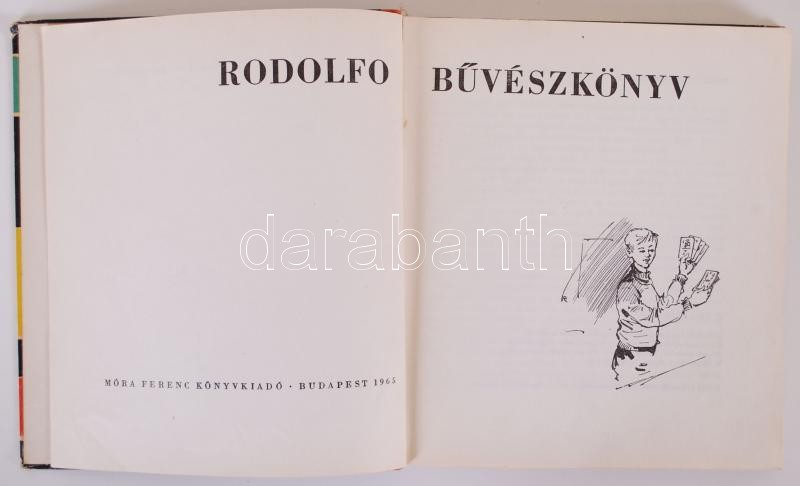 RODOLFO BŰVÉSZKÖNYV
darabanth
MÓRA FERENC KÖNYVKIADÓ · BUDAPEST 1965